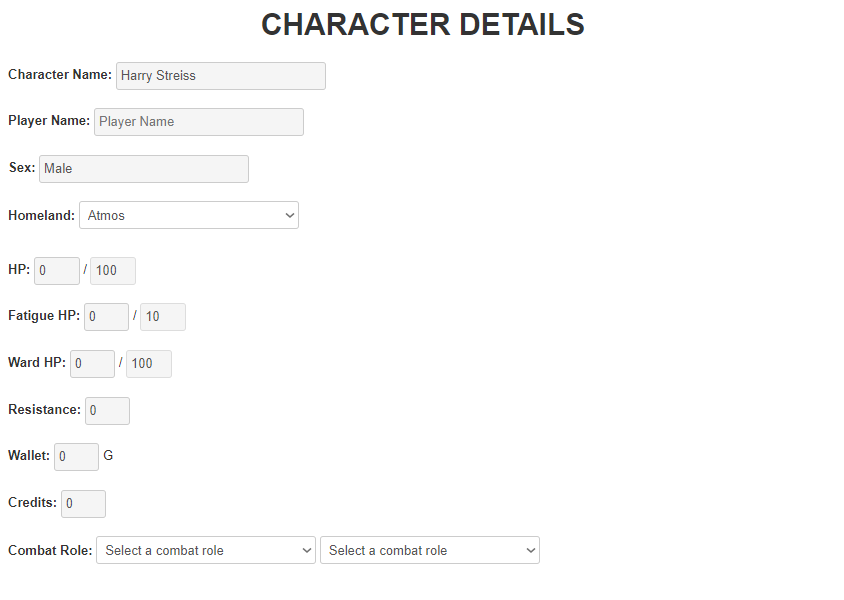 CHARACTER DETAILS
Character Name: Harry Streiss
Player Name: Player Name
Sex: Male
Homeland: Atmos
HP: 0 / 100
Fatigue HP: 0 / 10
Ward HP: 0 / 100
Resistance: 0
Wallet: 0 G
Credits: 0
Combat Role: Select a combat role Select a combat role